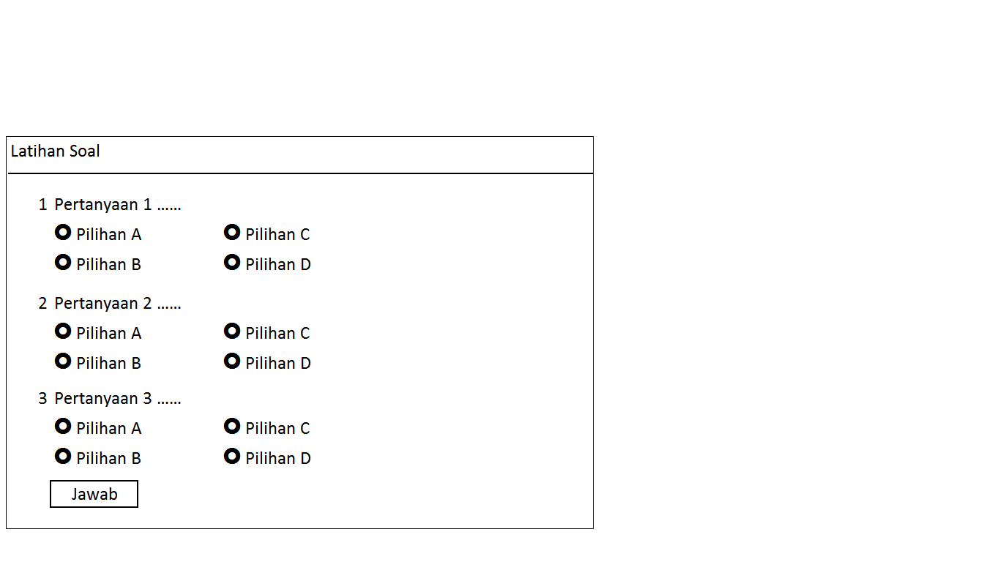 Latihan Soal
1 Pertanyaan 1 ......
Pilihan A Pilihan C
Pilihan B Pilihan D
2 Pertanyaan 2 ......
Pilihan A Pilihan C
Pilihan B Pilihan D
3 Pertanyaan 3 ......
Pilihan A Pilihan C
Pilihan B Pilihan D
Jawab